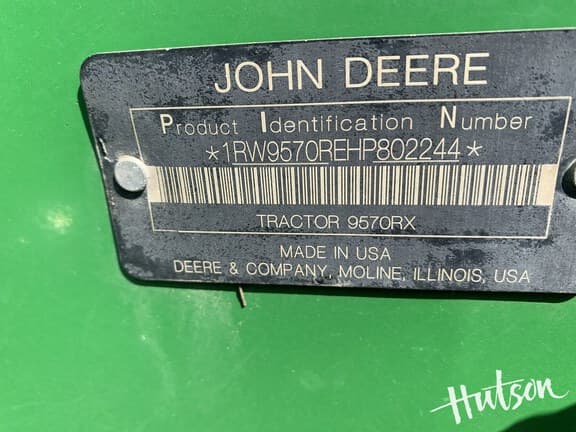 JOHN DEERE
Product Identification Number
*1RW9570REHP802244*
TRACTOR 9570RX
MADE IN USA
DEERE & COMPANY, MOLINE, ILLINOIS, USA
Hutson